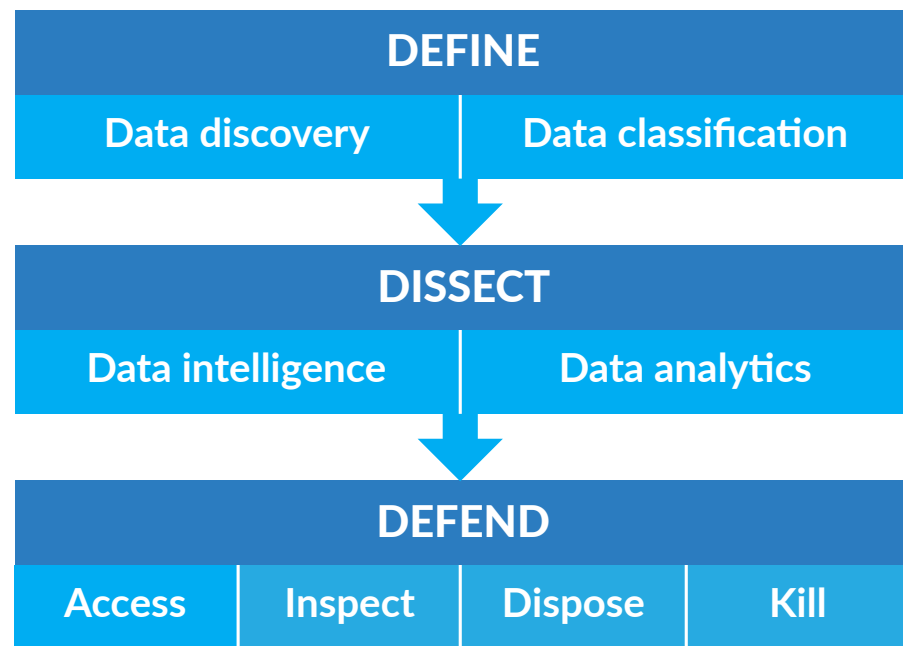 DEFINE
Data discovery Data classification
DISSECT
Data intelligence Data analytics
DEFEND
Access Inspect Dispose Kill